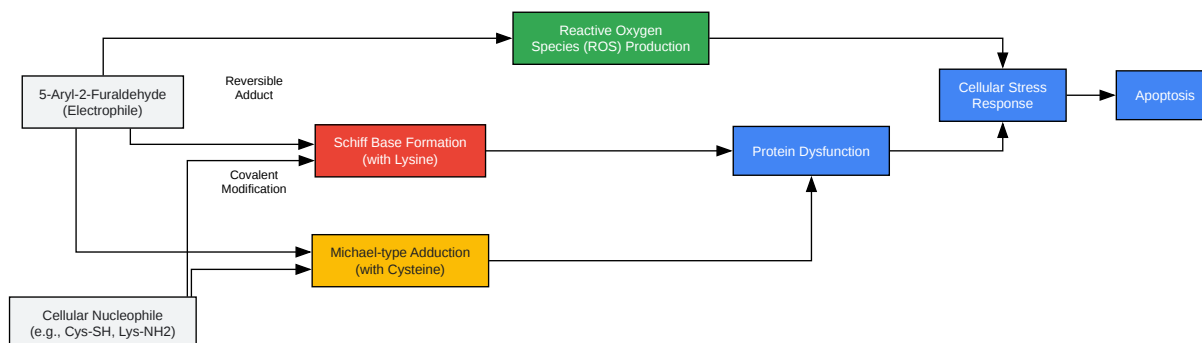 Reactive Oxygen
Species (ROS) Production
Reversible
Adduct
5-Aryl-2-Furaldehyde
(Electrophile)
Cellular Stress
Response
Apoptosis
Schiff Base Formation
(with Lysine)
Protein Dysfunction
Covalent
Modification
Michael-type Adduction
(with Cysteine)
Cellular Nucleophile
(e.g., Cys-SH, Lys-NH2)